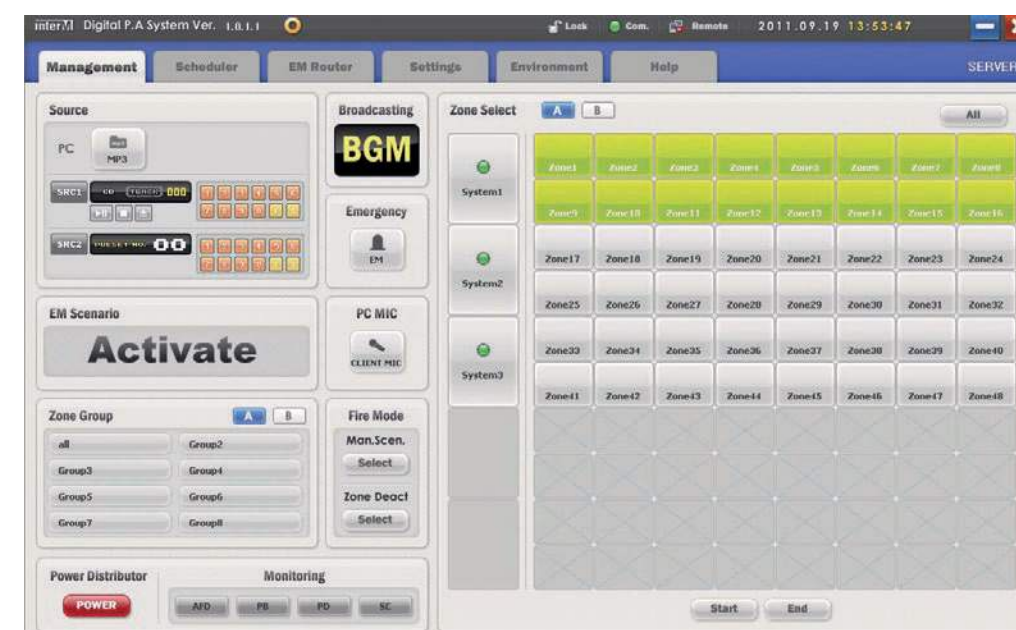 inter M Digital P.A System Ver. 1.0.1.1 Lock Com. Remote 2011.09.19 13:53:47
Management Scheduler EM Router Settings Environment Help SERVER
Source
PC MP3
SRC1 CD TRACK 000
SRC2 PRESET NO. 00
EM Scenario
Activate
Zone Group A B
all Group2
Group3 Group4
Group5 Group6
Group7 Group8
Power Distributor
POWER
Monitoring
AFD PB PD SC
Broadcasting
BGM
Emergency
EM
PC MIC
CLIENT MIC
Fire Mode
Man.Scen.
Select
Zone Deact
Select
Zone Select A B All
System1
System2
System3
Zone1 Zone2 Zone3 Zone4 Zone5 Zone6 Zone7 Zone8
Zone9 Zone10 Zone11 Zone12 Zone13 Zone14 Zone15 Zone16
Zone17 Zone18 Zone19 Zone20 Zone21 Zone22 Zone23 Zone24
Zone25 Zone26 Zone27 Zone28 Zone29 Zone30 Zone31 Zone32
Zone33 Zone34 Zone35 Zone36 Zone37 Zone38 Zone39 Zone40
Zone41 Zone42 Zone43 Zone44 Zone45 Zone46 Zone47 Zone48
Start End